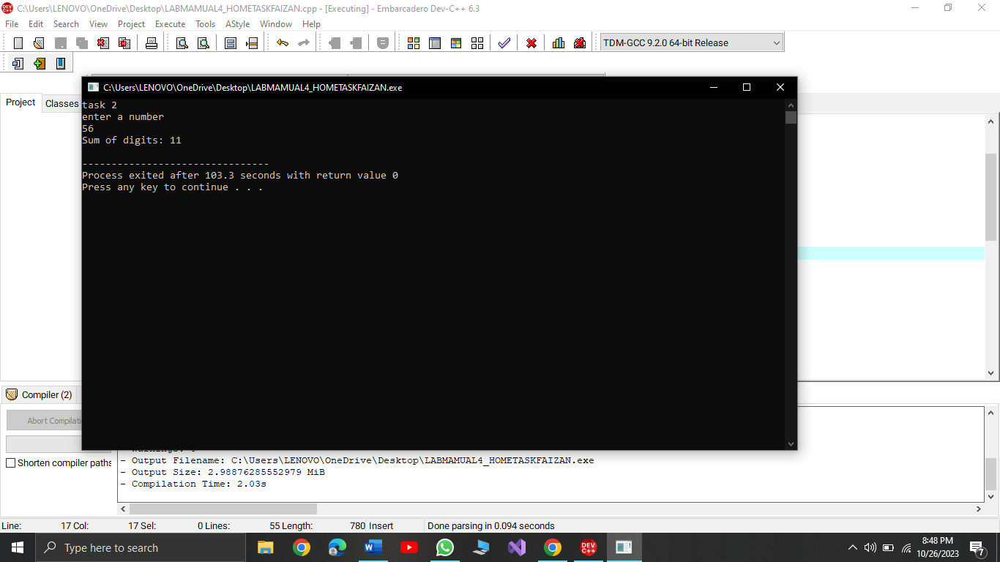 C:\Users\LENOVO\OneDrive\Desktop\LABMAMUAL4_HOMETASKFAIZAN.cpp - [Executing] - Embarcadero Dev-C++ 6.3
File Edit Search View Project Execute Tools AStyle Window Help
TDM-GCC 9.2.0 64-bit Release
C:\Users\LENOVO\OneDrive\Desktop\LABMAMUAL4_HOMETASKFAIZAN.exe
Project Classes
task 2
enter a number
56
Sum of digits: 11
--------------------------------
Process exited after 103.3 seconds with return value 0
Press any key to continue . . .
Compiler (2)
Abort Compilati
Shorten compiler paths
- Output Filename: C:\Users\LENOVO\OneDrive\Desktop\LABMAMUAL4_HOMETASKFAIZAN.exe
- Output Size: 2.98876285552979 MiB
- Compilation Time: 2.03s
Line: 17 Col: 17 Sel: 0 Lines: 55 Length: 780 Insert Done parsing in 0.094 seconds
Type here to search
DEV C++
8:48 PM
10/26/2023
7